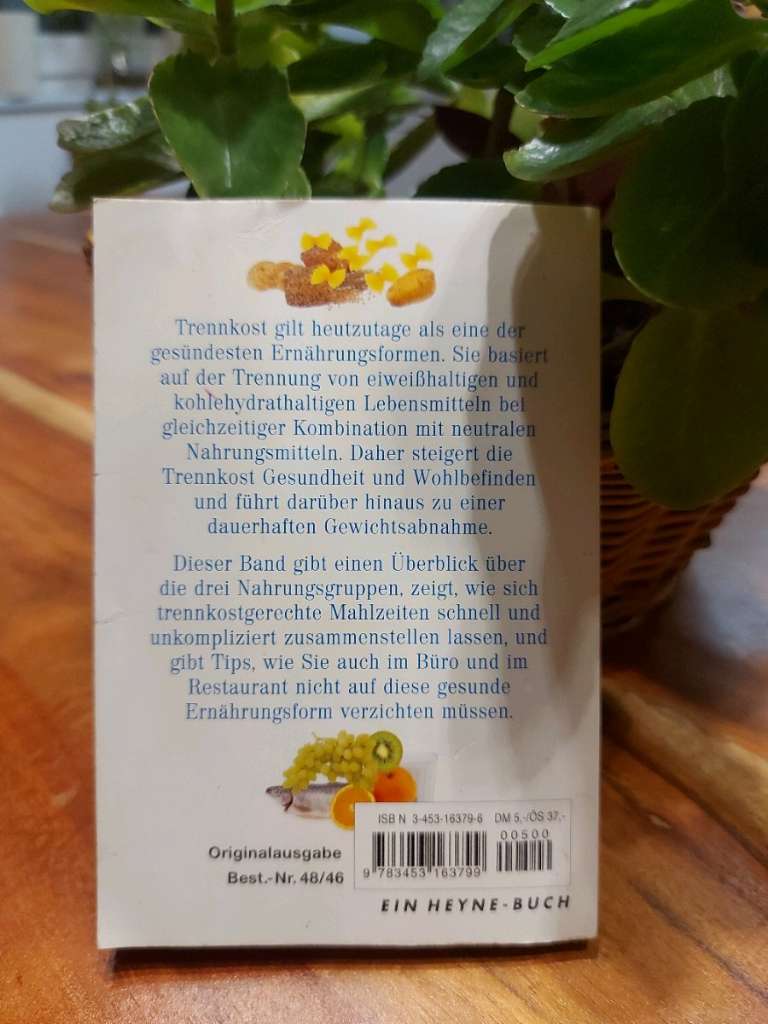 Trennkost gilt heutzutage als eine der
gesündesten Ernährungsformen. Sie basiert
auf der Trennung von eiweißhaltigen und
kohlehydrathaltigen Lebensmitteln bei
gleichzeitiger Kombination mit neutralen
Nahrungsmitteln. Daher steigert die
Trennkost Gesundheit und Wohlbefinden
und führt darüber hinaus zu einer
dauerhaften Gewichtsabnahme.
Dieser Band gibt einen Überblick über
die drei Nahrungsgruppen, zeigt, wie sich
trennkostgerechte Mahlzeiten schnell und
unkompliziert zusammenstellen lassen, und
gibt Tips, wie Sie auch im Büro und im
Restaurant nicht auf diese gesunde
Ernährungsform verzichten müssen.
ISBN 3-453-16379-6 DM 5,-/ÖS 37,-
00500
Originalausgabe
Best.-Nr. 48/46
9 783453 163799
EIN HEYNE-BUCH